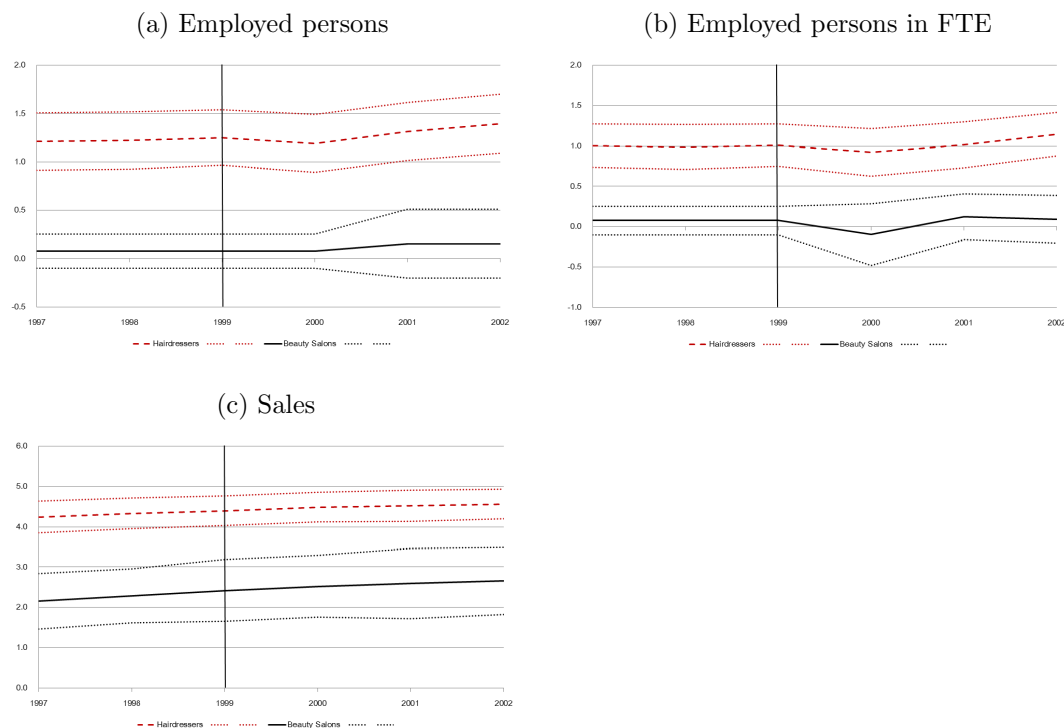 (a) Employed persons
2.0
1.5
1.0
0.5
0.0
-0.5
1997 1998 1999 2000 2001 2002
Hairdressers Beauty Salons
(b) Employed persons in FTE
2.0
1.5
1.0
0.5
0.0
-0.5
-1.0
1997 1998 1999 2000 2001 2002
Hairdressers Beauty Salons
(c) Sales
6.0
5.0
4.0
3.0
2.0
1.0
0.0
1997 1998 1999 2000 2001 2002
Hairdressers Beauty Salons